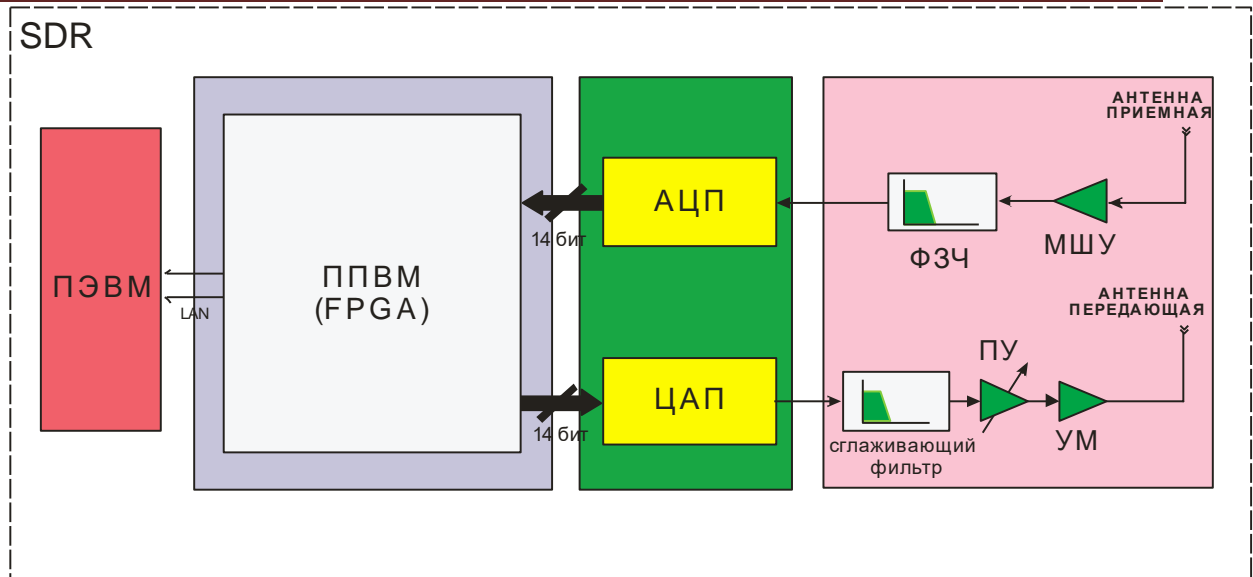 SDR
ПЭВМ
LAN
ППВМ
(FPGA)
14 бит
14 бит
АЦП
ЦАП
АНТЕННА
ПРИЕМНАЯ
ФЗЧ
МШУ
АНТЕННА
ПЕРЕДАЮЩАЯ
ПУ
УМ
сглаживающий
фильтр